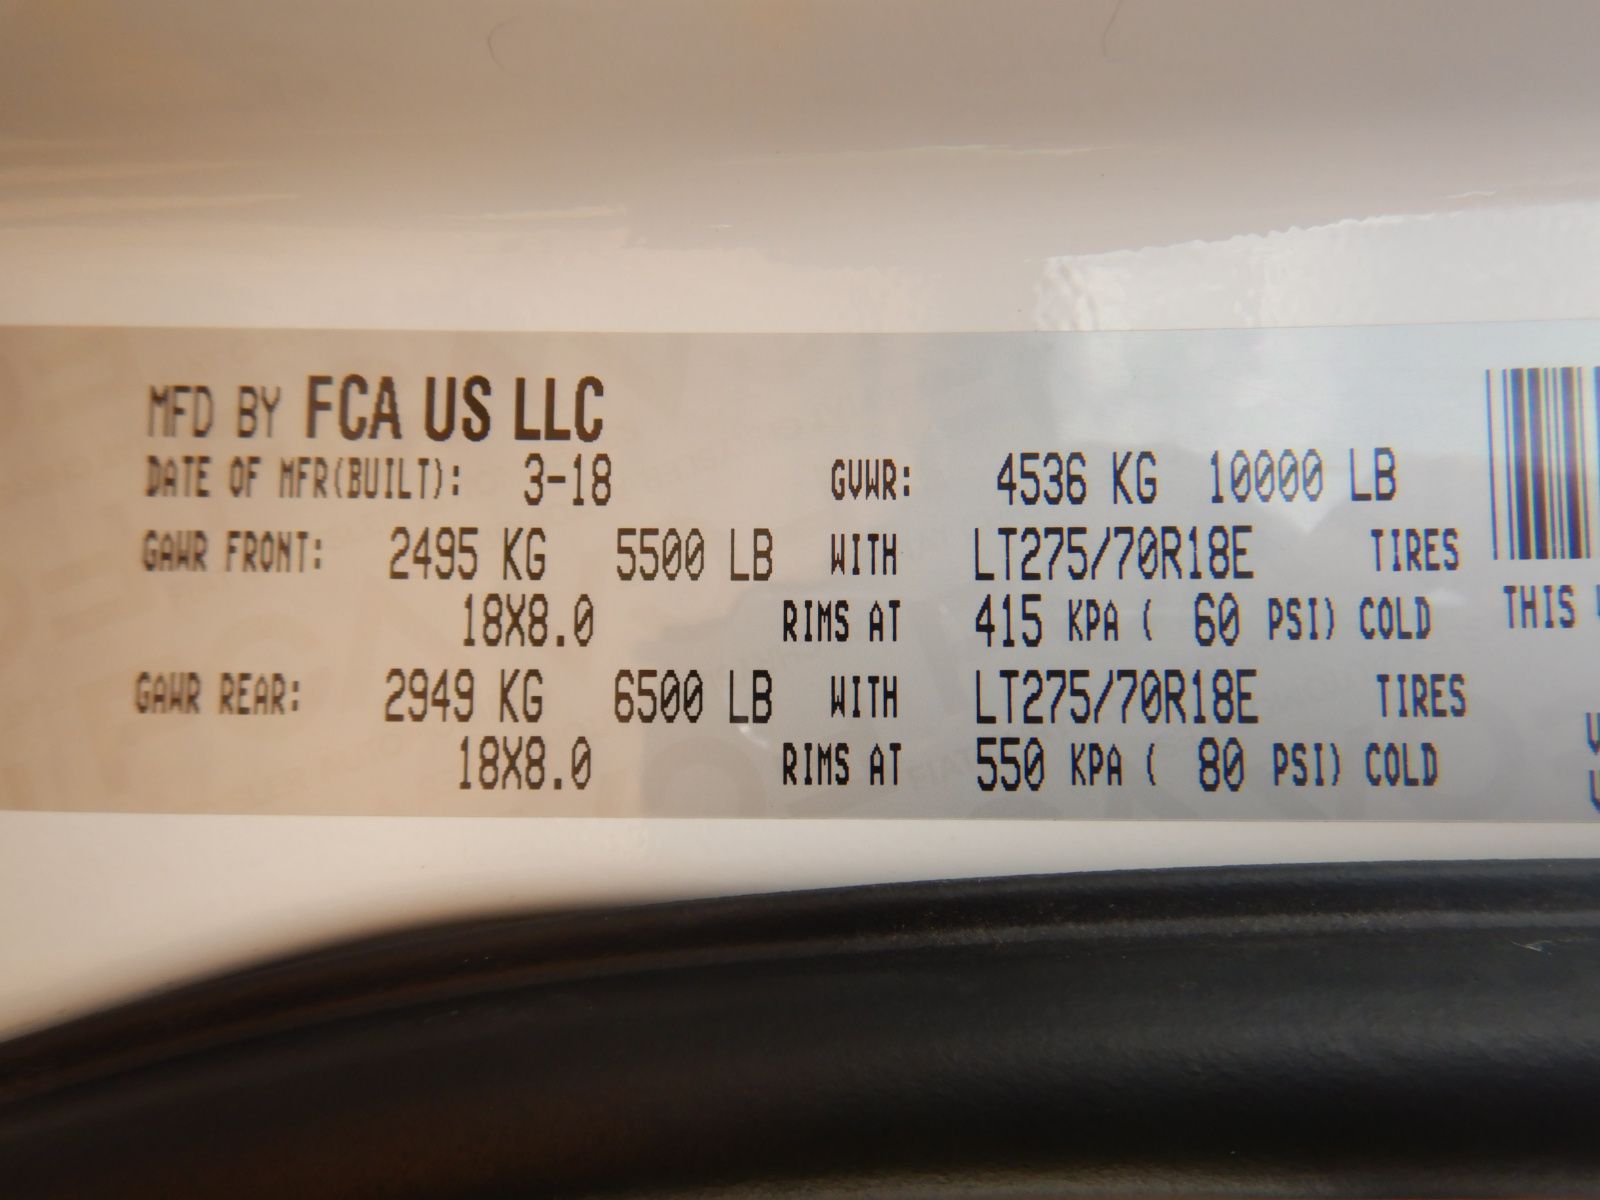 MFD BY FCA US LLC
DATE OF MFR(BUILT): 3-18 GVWR: 4536 KG 10000 LB
GAWR FRONT: 2495 KG 5500 LB WITH LT275/70R18E TIRES
18X8.0 RIMS AT 415 KPA ( 60 PSI) COLD
THIS
GAWR REAR: 2949 KG 6500 LB WITH LT275/70R18E TIRES
18X8.0 RIMS AT 550 KPA ( 80 PSI) COLD